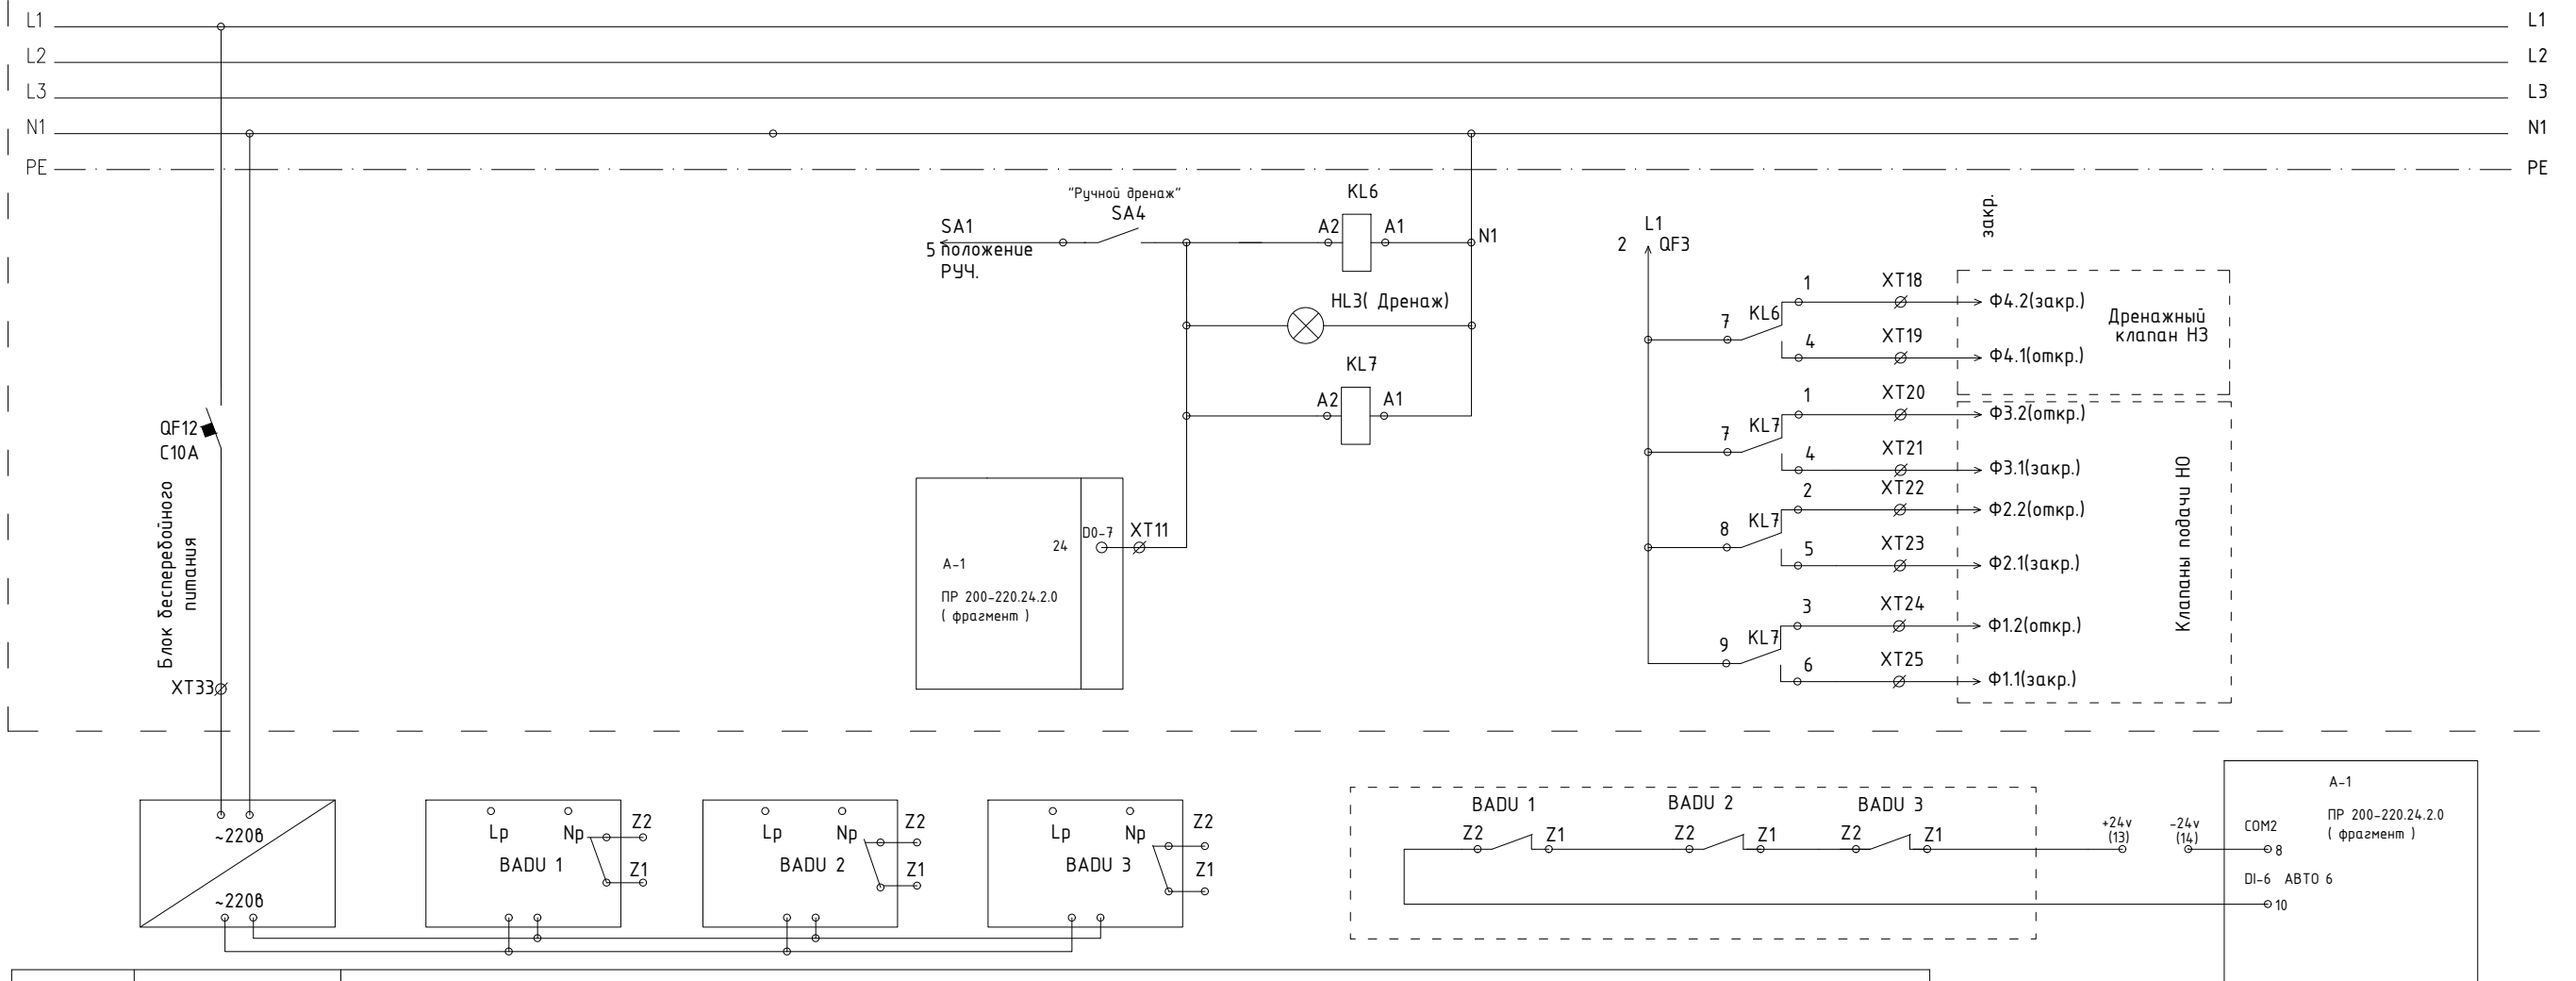 L1 L1
L2 L2
L3 L3
N1 N1
PE PE
"Ручной дренаж"
SA4
KL6
SA1
5 положение
РУЧ.
A2 A1
N1
HL3( Дренаж)
KL7
A2 A1
QF12
C10A
Блок бесперебойного
питания
XT33
DO-7 XT11
24
A-1
ПР 200-220.24.2.0
( фрагмент )
L1
2 QF3
закр.
1 XT18 Ф4.2(закр.)
7 KL6
4 XT19 Ф4.1(откр.)
Дренажный
клапан НЗ
1 XT20 Ф3.2(откр.)
7 KL7
4 XT21 Ф3.1(закр.)
2 XT22 Ф2.2(откр.)
8 KL7
5 XT23 Ф2.1(закр.)
3 XT24 Ф1.2(откр.)
9 KL7
6 XT25 Ф1.1(закр.)
Клапаны подачи НО
~220в
~220в
Lp Np Z2
BADU 1 Z1
Lp Np Z2
BADU 2 Z1
Lp Np Z2
BADU 3 Z1
BADU 1 BADU 2 BADU 3
Z2 Z1 Z2 Z1 Z2 Z1
+24v
(13)
-24v
(14)
A-1
ПР 200-220.24.2.0
( фрагмент )
COM2
8
DI-6 АВТО 6
10